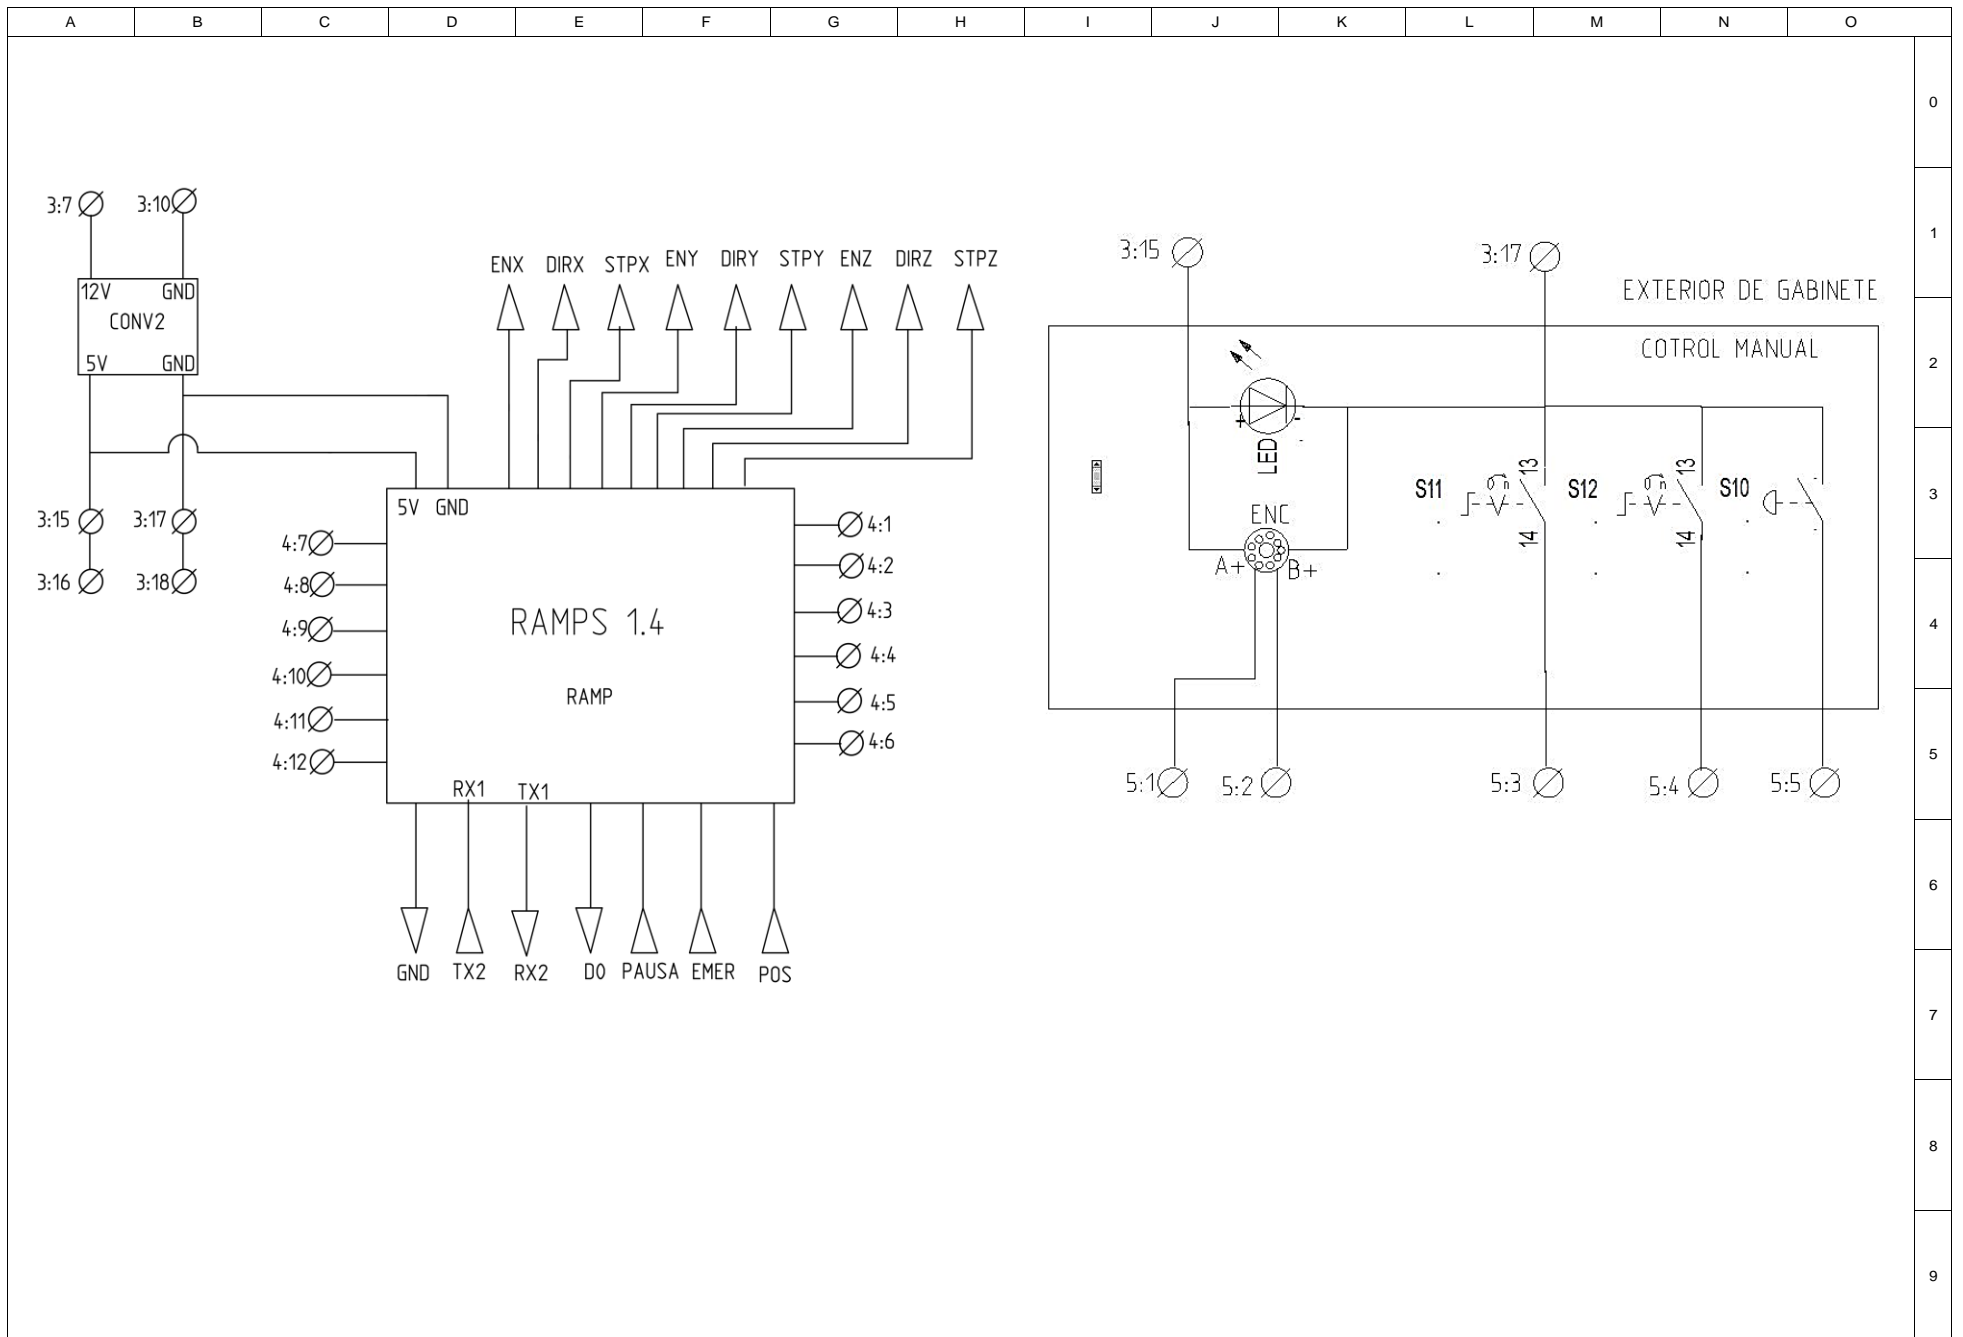 A B C D E F G H I J K L M N O
0
1
2
3
4
5
6
7
8
9
3:7
3:10
12V GND
CONV2
5V GND
3:15 3:17
3:16 3:18
ENX DIRX STPX ENY DIRY STPY ENZ DIRZ STPZ
5V GND
4:7
4:8
4:9
4:10
4:11
4:12
RAMPS 1.4
RAMP
RX1 TX1
4:1
4:2
4:3
4:4
4:5
4:6
GND TX2 RX2 D0 PAUSA EMER POS
3:15 3:17
EXTERIOR DE GABINETE
COTROL MANUAL
+ -
LED
ENC
A+ B+
S11
13
14
S12
13
14
S10
5:1 5:2 5:3 5:4 5:5